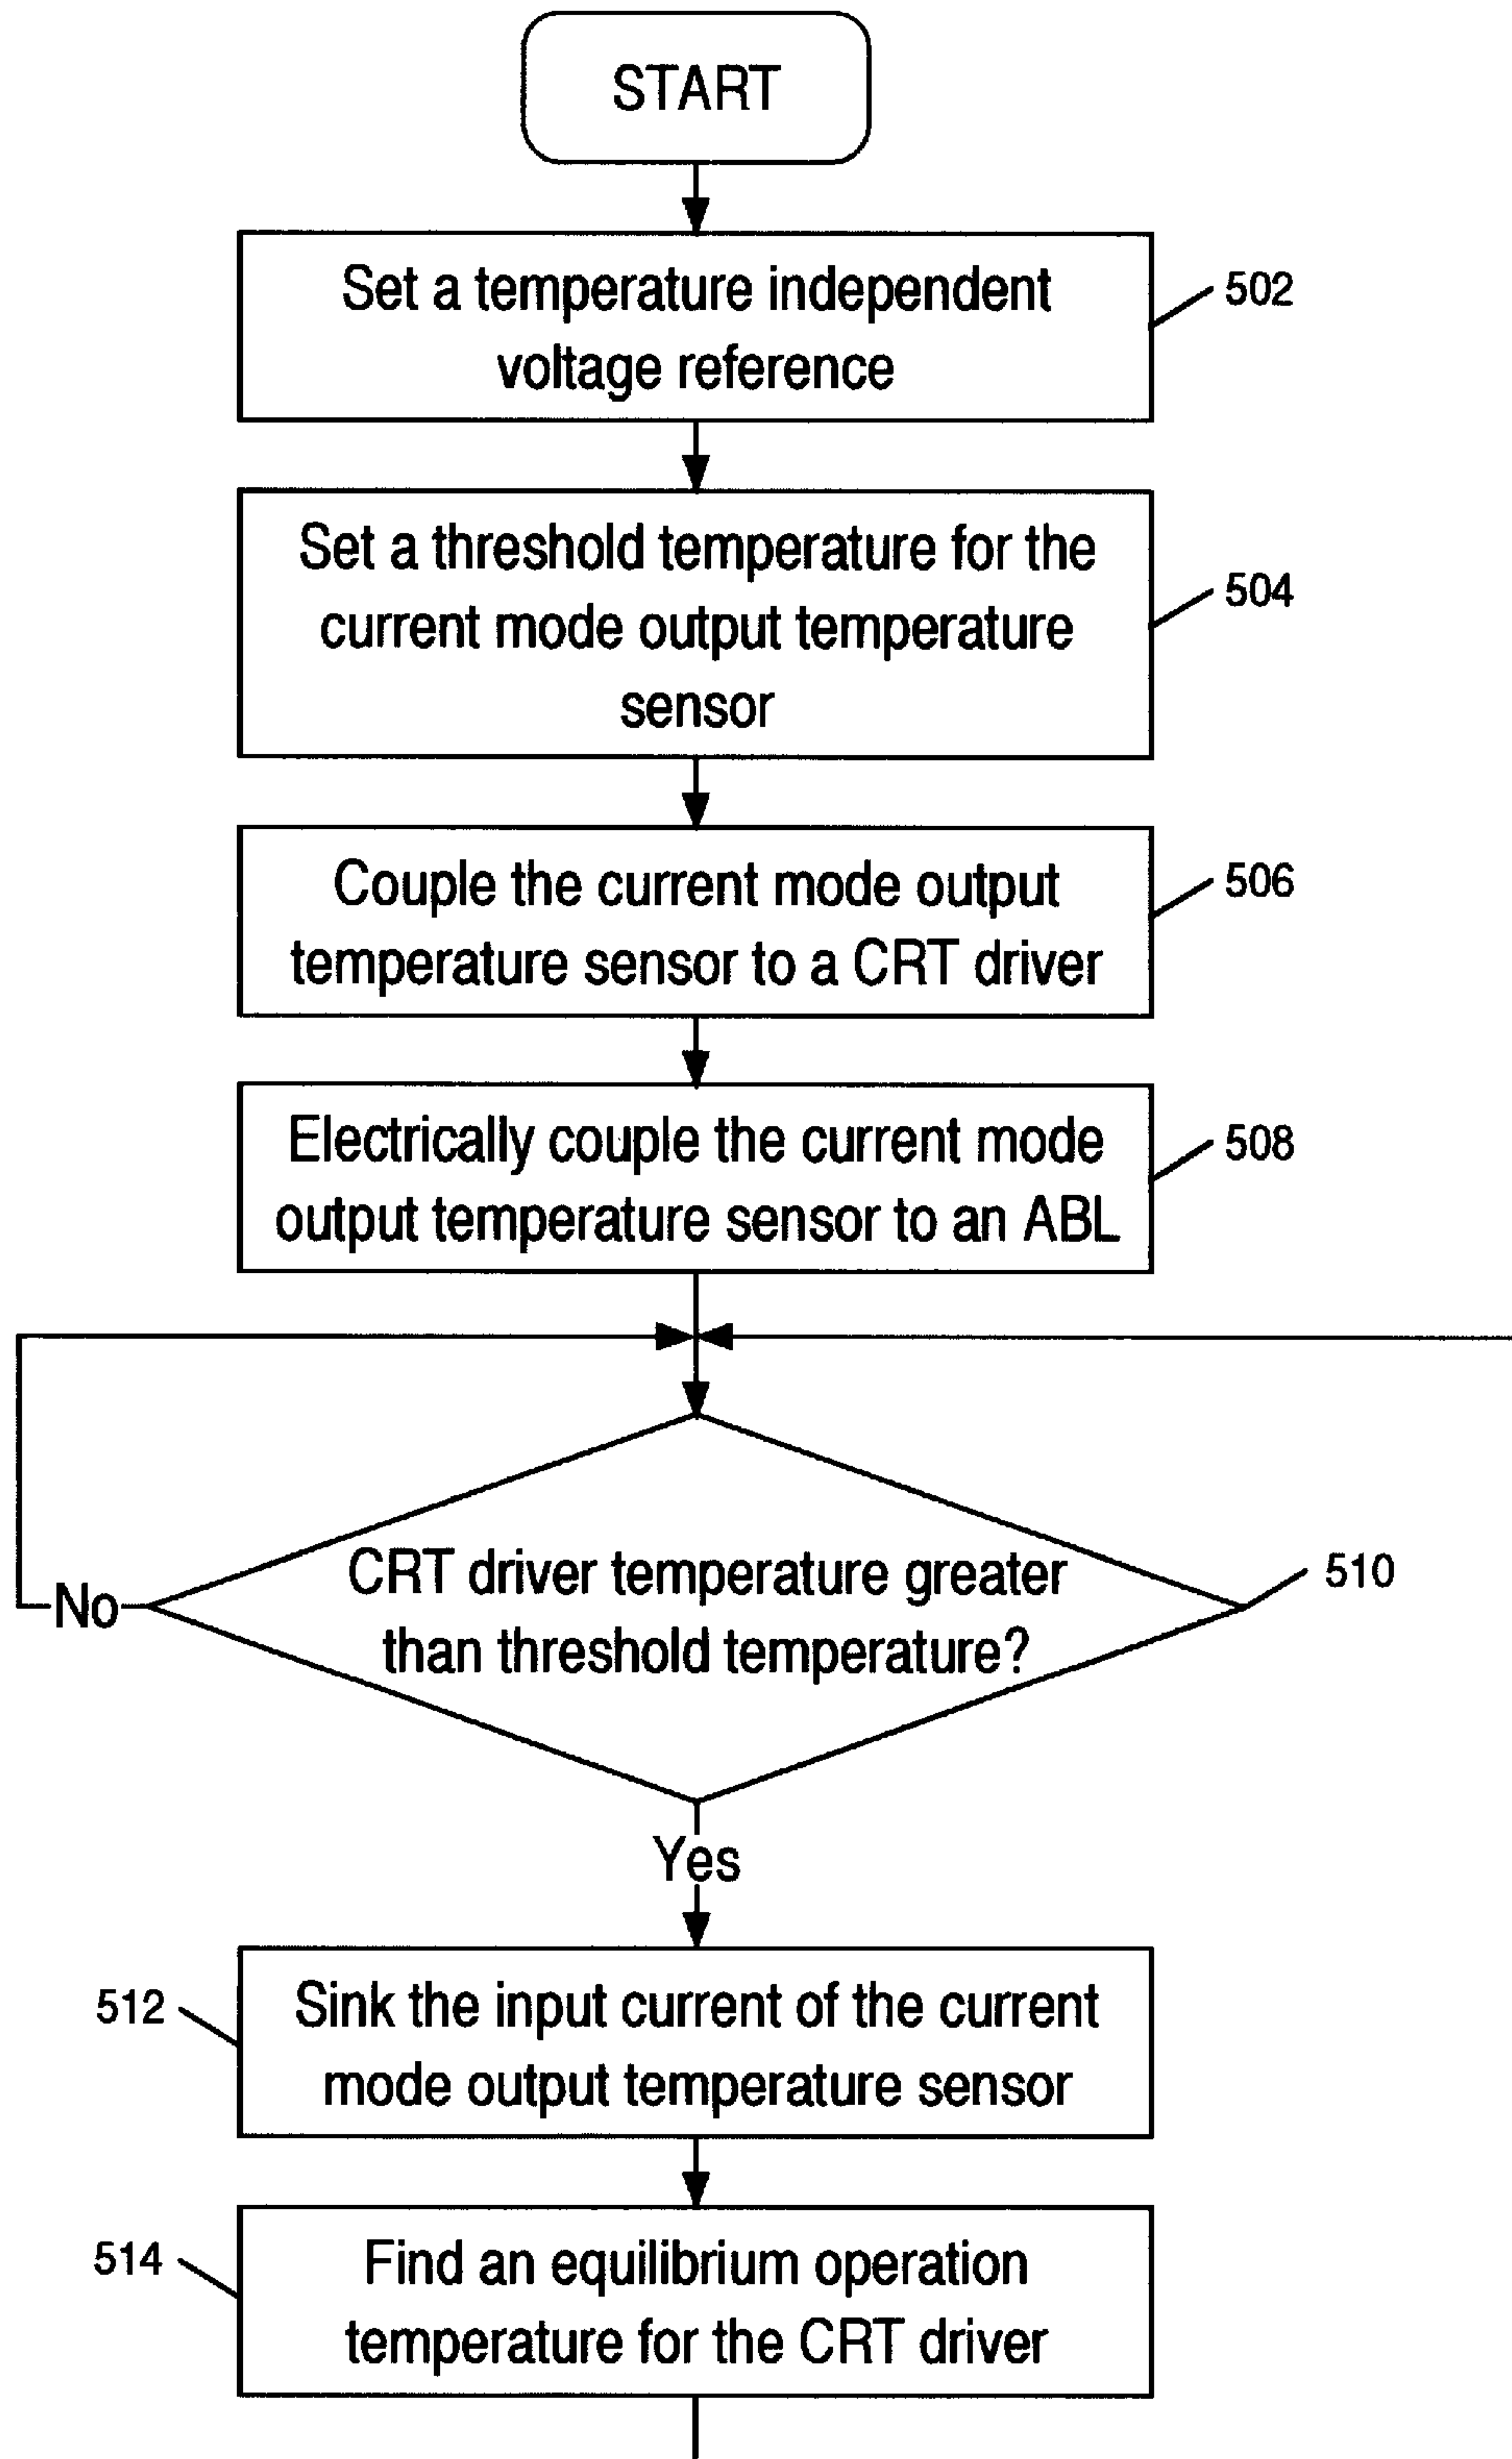 START
Set a temperature independent
voltage reference
502
Set a threshold temperature for the
current mode output temperature
sensor
504
Couple the current mode output
temperature sensor to a CRT driver
506
Electrically couple the current mode
output temperature sensor to an ABL
508
CRT driver temperature greater
than threshold temperature?
510
No
Yes
512
Sink the input current of the current
mode output temperature sensor
514
Find an equilibrium operation
temperature for the CRT driver